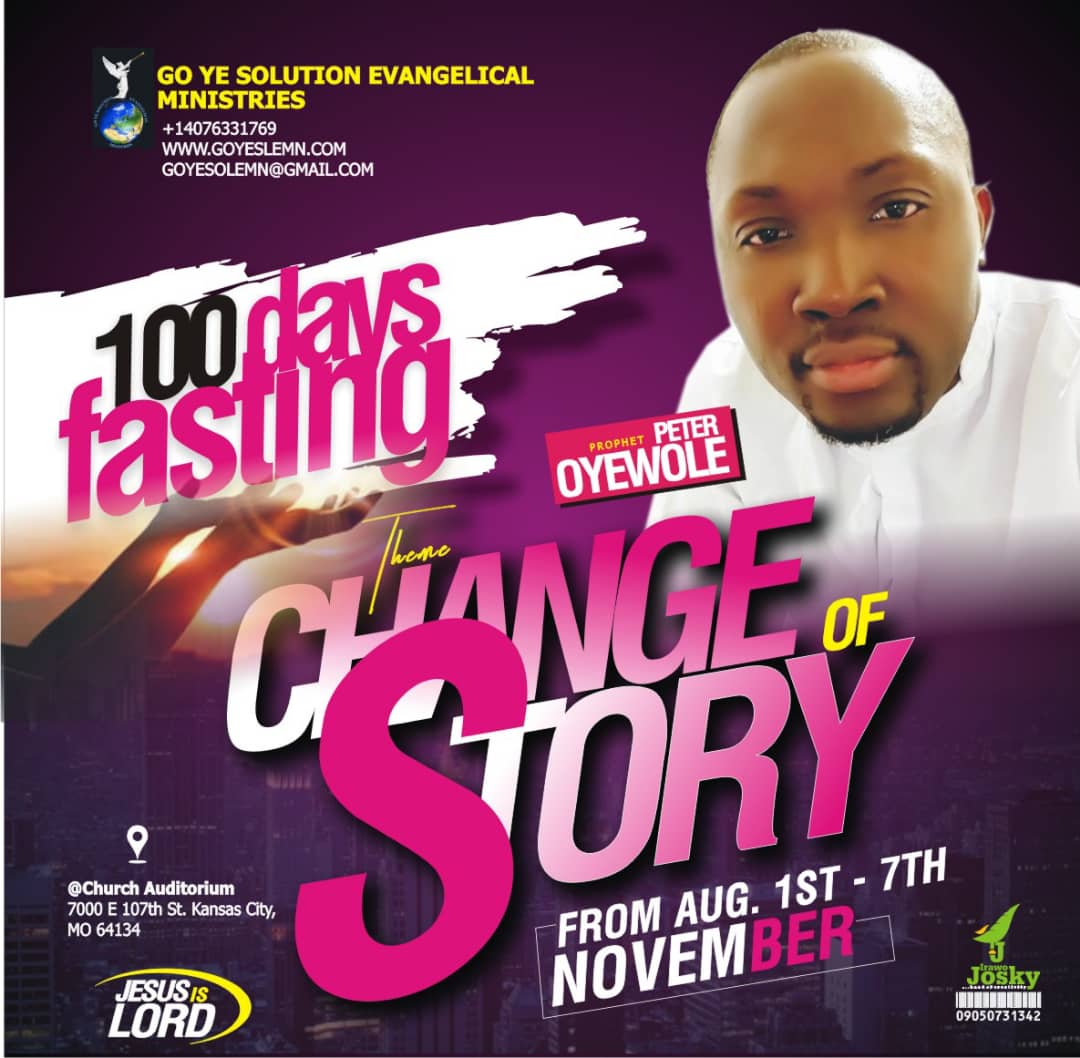 GO YE SOLUTION EVANGELICAL
MINISTRIES
+14076331769
WWW.GOYESLEMN.COM
GOYESOLEMN@GMAIL.COM
100 days
fasting
PROPHET PETER
OYEWOLE
Theme
CHANGE OF
STORY
FROM AUG. 1ST - 7TH
NOVEMBER
@Church Auditorium
7000 E 107th St. Kansas City,
MO 64134
JESUS IS
LORD
Irawo
Josky
09050731342